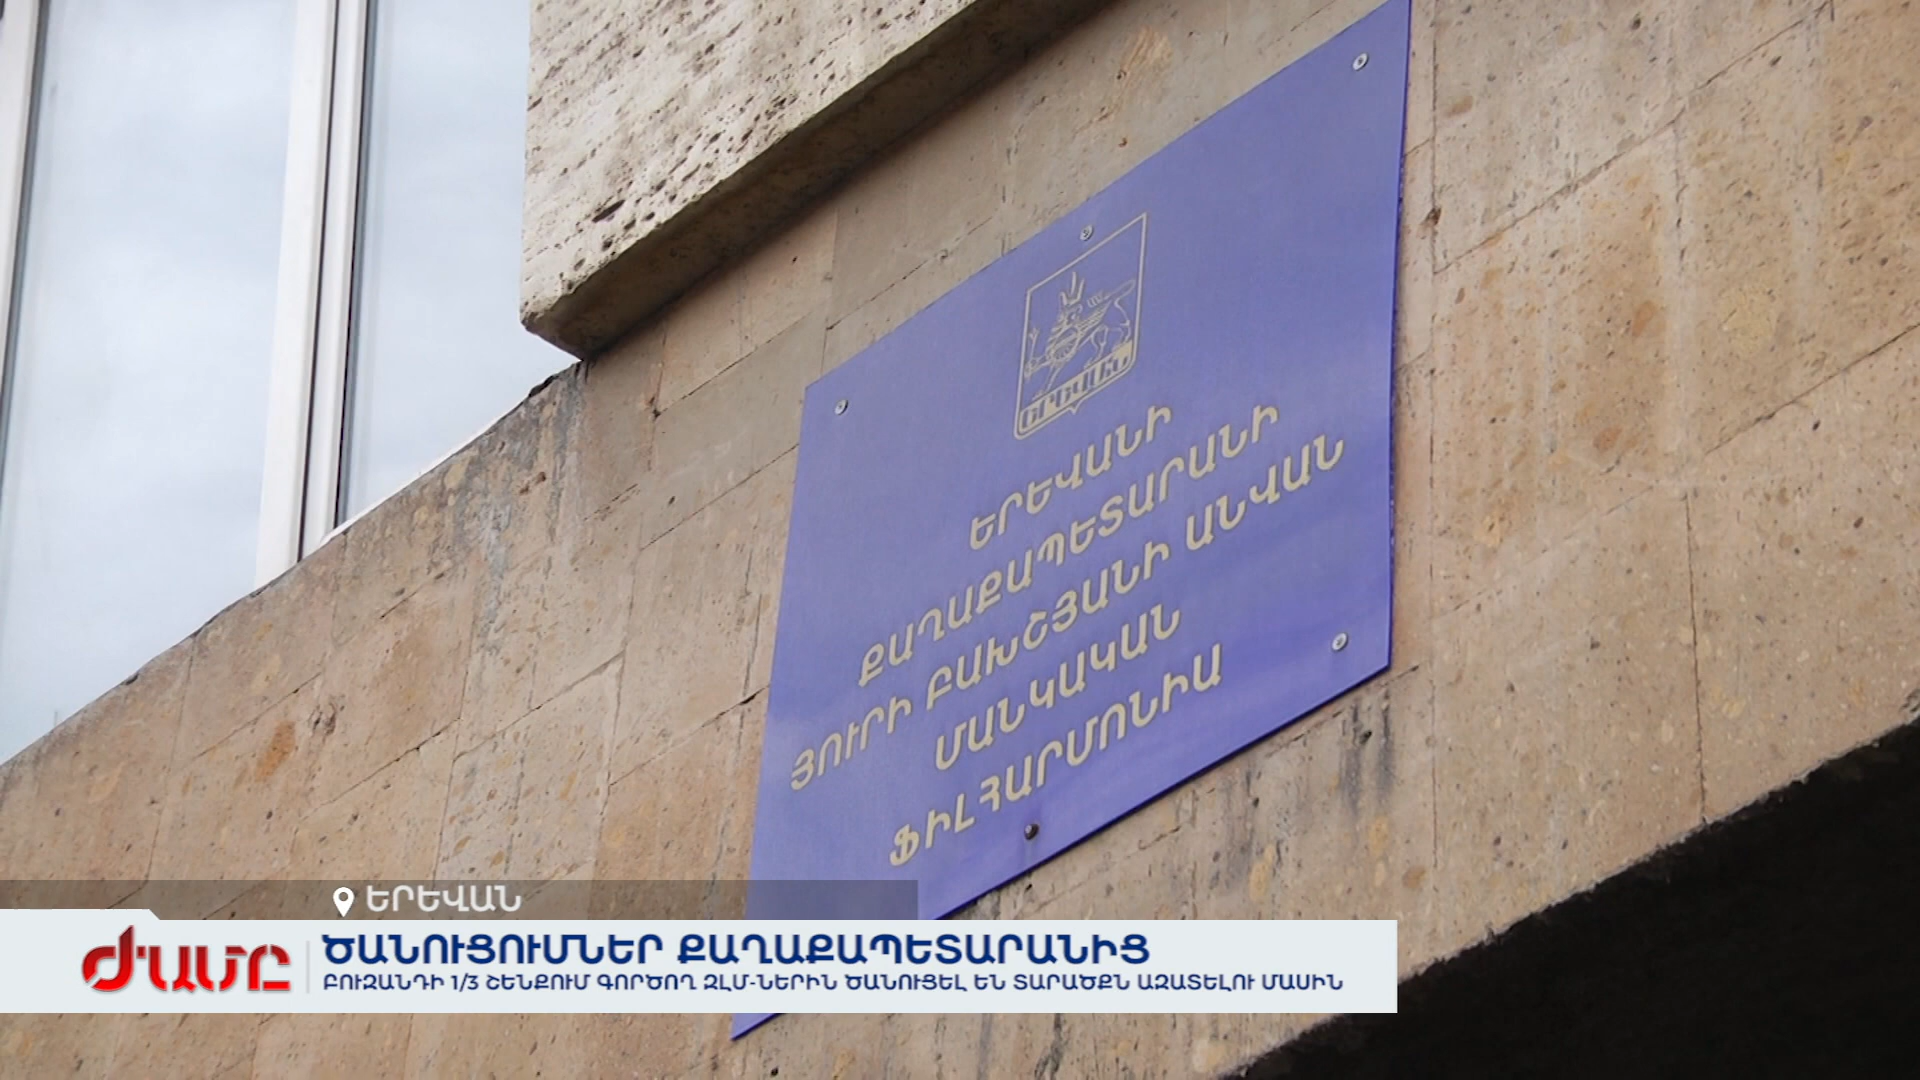 ԵՐԵՎԱՆ
ԵՐԵՎԱՆԻ
ՔԱՂԱՔԱՊԵՏԱՐԱՆԻ
ՅՈՒՐԻ ԲԱԽՇՅԱՆԻ ԱՆՎԱՆ
ՄԱՆԿԱԿԱՆ
ՖԻԼՀԱՐՄՈՆԻԱ
ԵՐԵՎԱՆ
ԺԱՄԸ
ԾԱՆՈՒՑՈՒՄՆԵՐ ՔԱՂԱՔԱՊԵՏԱՐԱՆԻՑ
ԲՈՒԶԱՆԴԻ 1/3 ՇԵՆՔՈՒՄ ԳՈՐԾՈՂ ԶԼՄ-ՆԵՐԻՆ ԾԱՆՈՒՑԵԼ ԵՆ ՏԱՐԱԾՔՆ ԱԶԱՏԵԼՈՒ ՄԱՍԻՆ